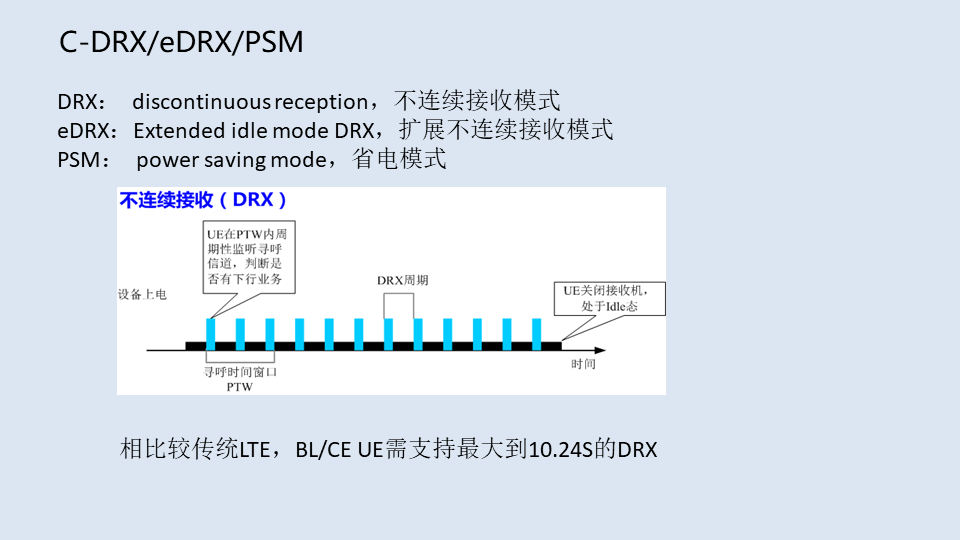 C-DRX/eDRX/PSM
DRX： discontinuous reception，不连续接收模式
eDRX：Extended idle mode DRX，扩展不连续接收模式
PSM： power saving mode，省电模式
不连续接收（DRX）
UE在PTW内周
期性监听寻呼
信道，判断是
否有下行业务
DRX周期
设备上电
UE关闭接收机，
处于Idle态
寻呼时间窗口
PTW
时间
相比较传统LTE，BL/CE UE需支持最大到10.24S的DRX